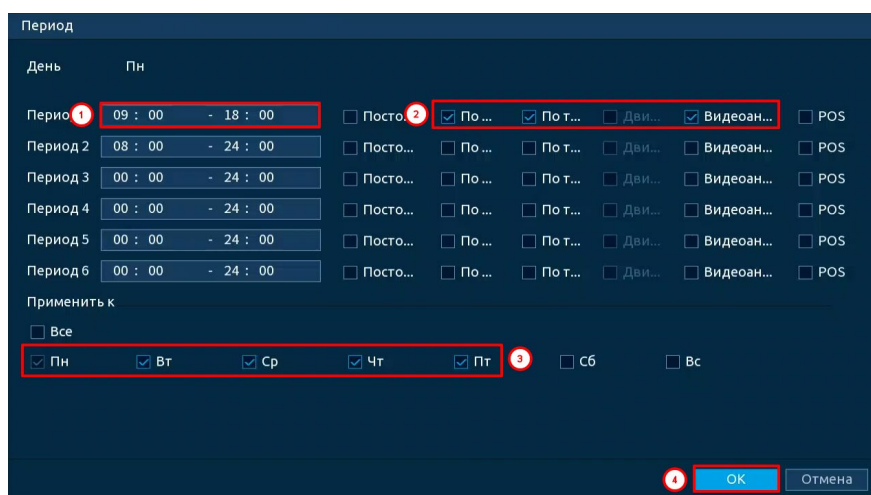 Период
День Пн
Перио 1 09 : 00 - 18 : 00 Посто... 2 По ... По т... Дви... Видеоан... POS
Период 2 08 : 00 - 24 : 00 Посто... По ... По т... Дви... Видеоан... POS
Период 3 00 : 00 - 24 : 00 Посто... По ... По т... Дви... Видеоан... POS
Период 4 00 : 00 - 24 : 00 Посто... По ... По т... Дви... Видеоан... POS
Период 5 00 : 00 - 24 : 00 Посто... По ... По т... Дви... Видеоан... POS
Период 6 00 : 00 - 24 : 00 Посто... По ... По т... Дви... Видеоан... POS
Применить к
Все
Пн Вт Ср Чт Пт 3 Сб Вс
4 OK Отмена